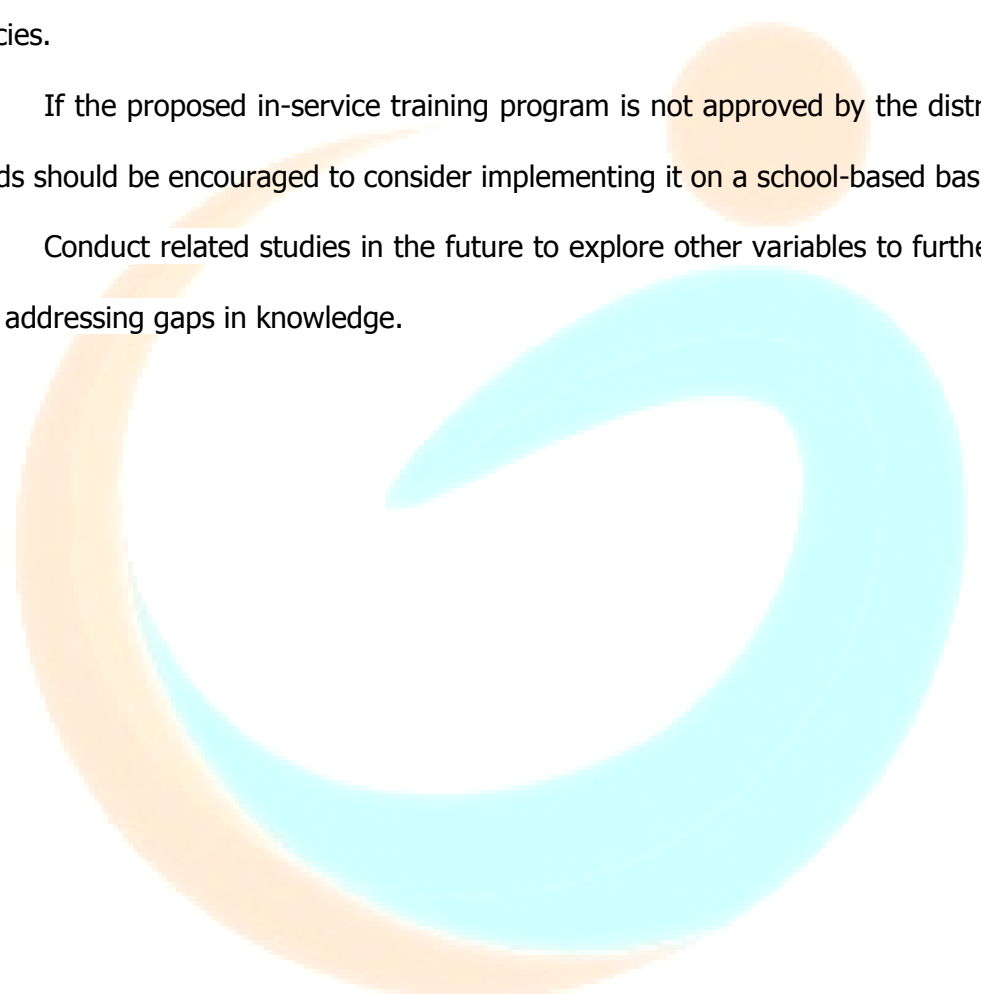 cies.
If the proposed in-service training program is not approved by the distr
ds should be encouraged to consider implementing it on a school-based bas
Conduct related studies in the future to explore other variables to furthe
addressing gaps in knowledge.